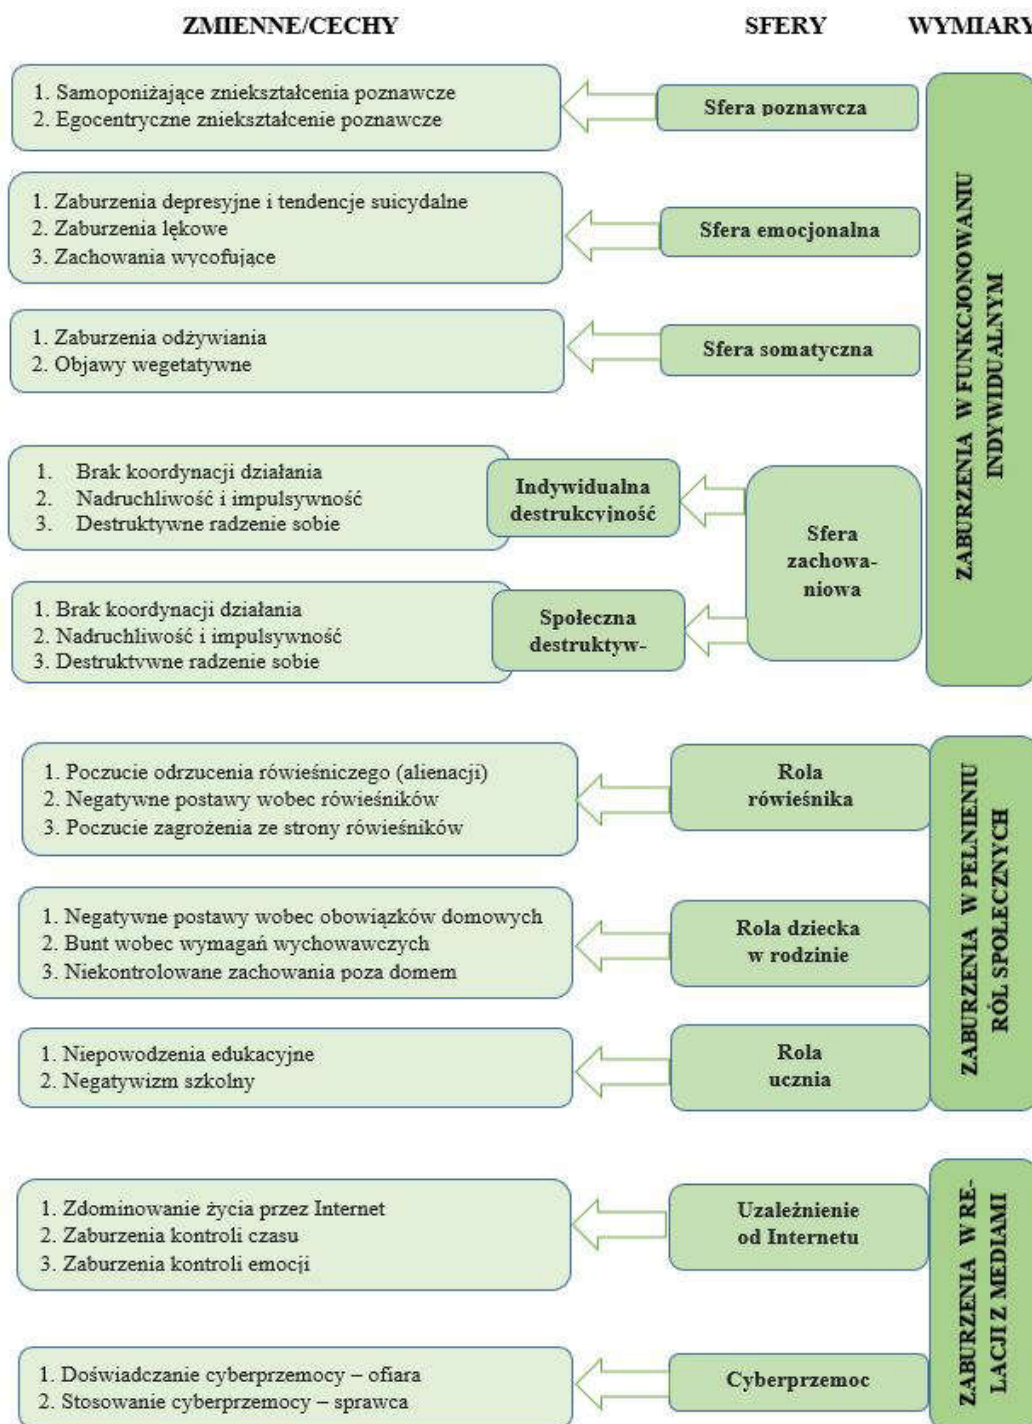 ZMIENNE/CECHY SFERY WYMIARY
1. Samoponiżające zniekształcenia poznawcze
2. Egocentryczne zniekształcenie poznawcze
Sfera poznawcza
1. Zaburzenia depresyjne i tendencje suicydalne
2. Zaburzenia lękowe
3. Zachowania wycofujące
Sfera emocjonalna
1. Zaburzenia odżywiania
2. Objawy wegetatywne
Sfera somatyczna
1. Brak koordynacji działania
2. Nadruchliwość i impulsywność
3. Destruktywne radzenie sobie
Indywidualna
destrukcyjność
1. Brak koordynacji działania
2. Nadruchliwość i impulsywność
3. Destruktywne radzenie sobie
Społeczna
destruktyw-
Sfera
zachowa-
niowa
ZABURZENIA W FUNKCJONOWANIU
INDYWIDUALNYM
1. Poczucie odrzucenia rówieśniczego (alienacji)
2. Negatywne postawy wobec rówieśników
3. Poczucie zagrożenia ze strony rówieśników
Rola
rówieśnika
1. Negatywne postawy wobec obowiązków domowych
2. Bunt wobec wymagań wychowawczych
3. Niekontrolowane zachowania poza domem
Rola dziecka
w rodzinie
1. Niepowodzenia edukacyjne
2. Negatywizm szkolny
Rola
ucznia
ZABURZENIA W PEŁNIENIU
RÓL SPOŁECZNYCH
1. Zdominowanie życia przez Internet
2. Zaburzenia kontroli czasu
3. Zaburzenia kontroli emocji
Uzależnienie
od Internetu
1. Doświadczanie cyberprzemocy – ofiara
2. Stosowanie cyberprzemocy – sprawca
Cyberprzemoc
ZABURZENIA W RE-
LACJI Z MEDIAMI